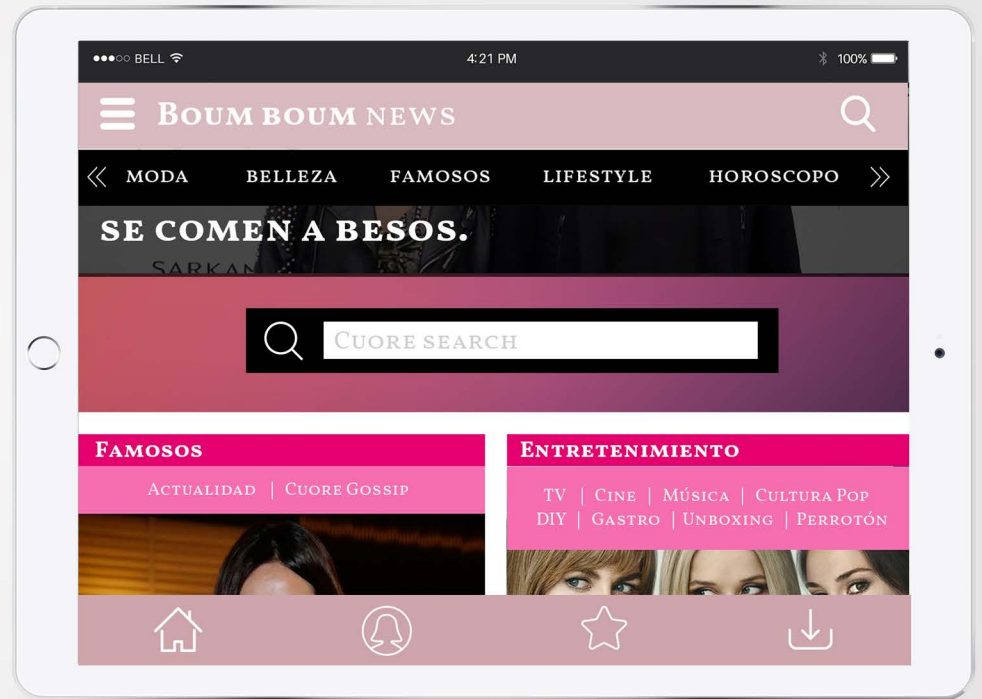 BELL 4:21 PM 100%
BOUM BOUM NEWS
MODA BELLEZA FAMOSOS LIFESTYLE HOROSCOPO
SE COMEN A BESOS.
CUORE SEARCH
FAMOSOS
ACTUALIDAD | CUORE GOSSIP
ENTRETENIMIENTO
TV | CINE | MÚSICA | CULTURA POP
DIY | GASTRO | UNBOXING | PERROTÓN